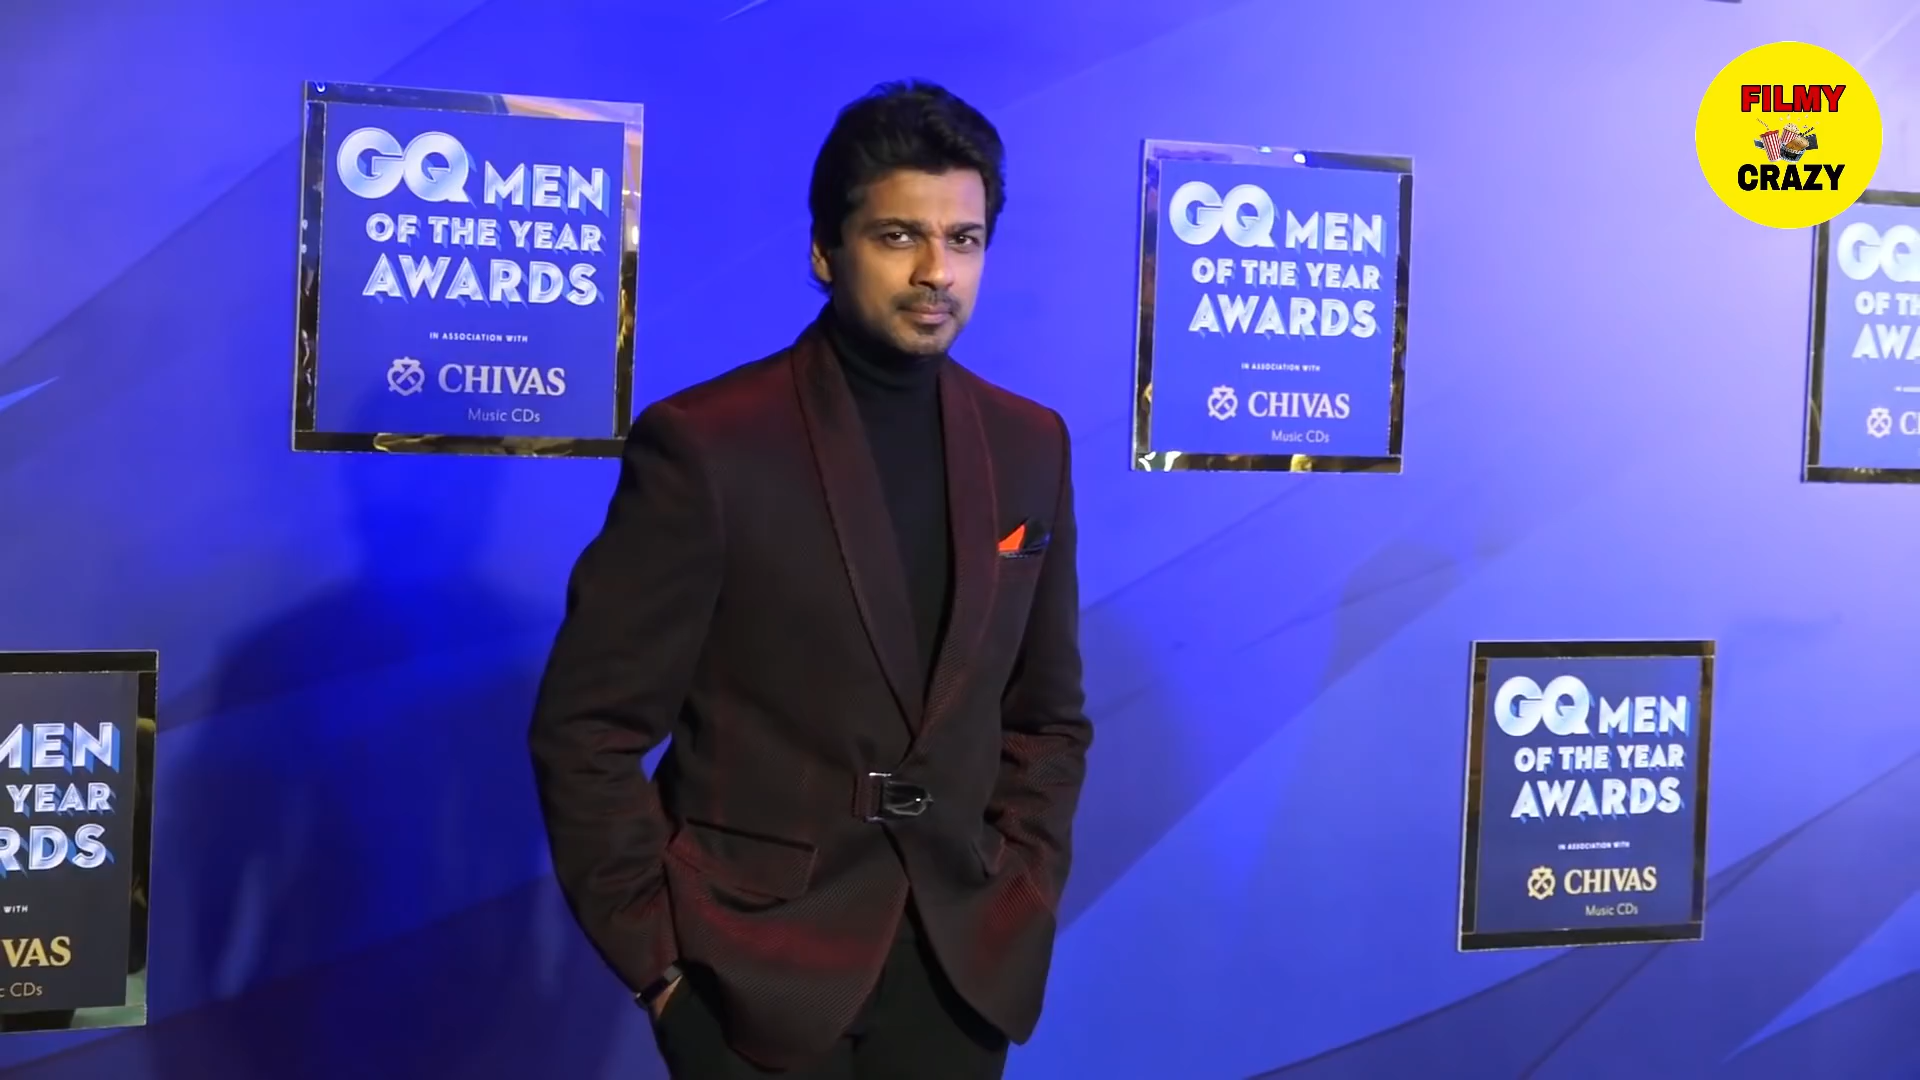 GQ MEN
OF THE YEAR
AWARDS
IN ASSOCIATION WITH
CHIVAS
Music CDs
GQ MEN
OF THE YEAR
AWARDS
IN ASSOCIATION WITH
CHIVAS
Music CDs
FILMY
CRAZY
GQ
OF TH
AWA
MEN
YEAR
RDS
WITH
VAS
c CDs
GQ MEN
OF THE YEAR
AWARDS
IN ASSOCIATION WITH
CHIVAS
Music CDs